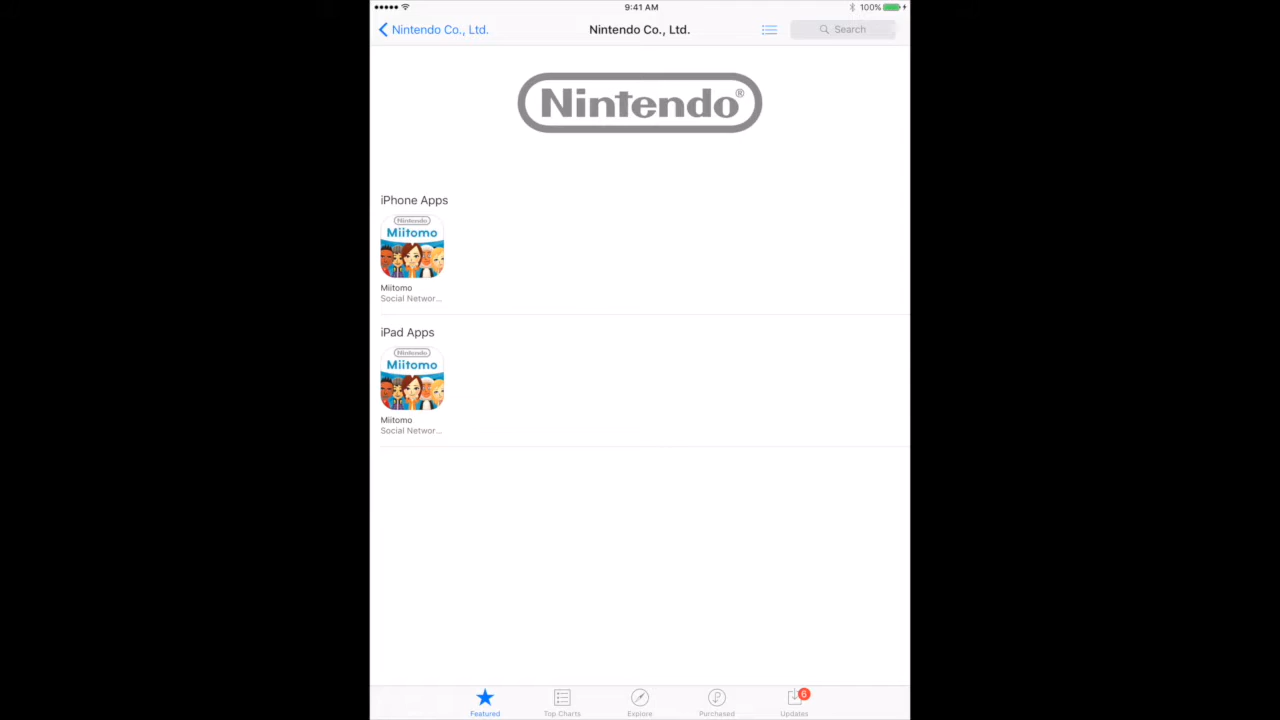 9:41 AM
100%
Nintendo Co., Ltd.
Nintendo Co., Ltd.
Search
Nintendo®
iPhone Apps
Nintendo
Miitomo
Miitomo
Social Networ...
iPad Apps
Nintendo
Miitomo
Miitomo
Social Networ...
6
Featured
Top Charts
Explore
Purchased
Updates